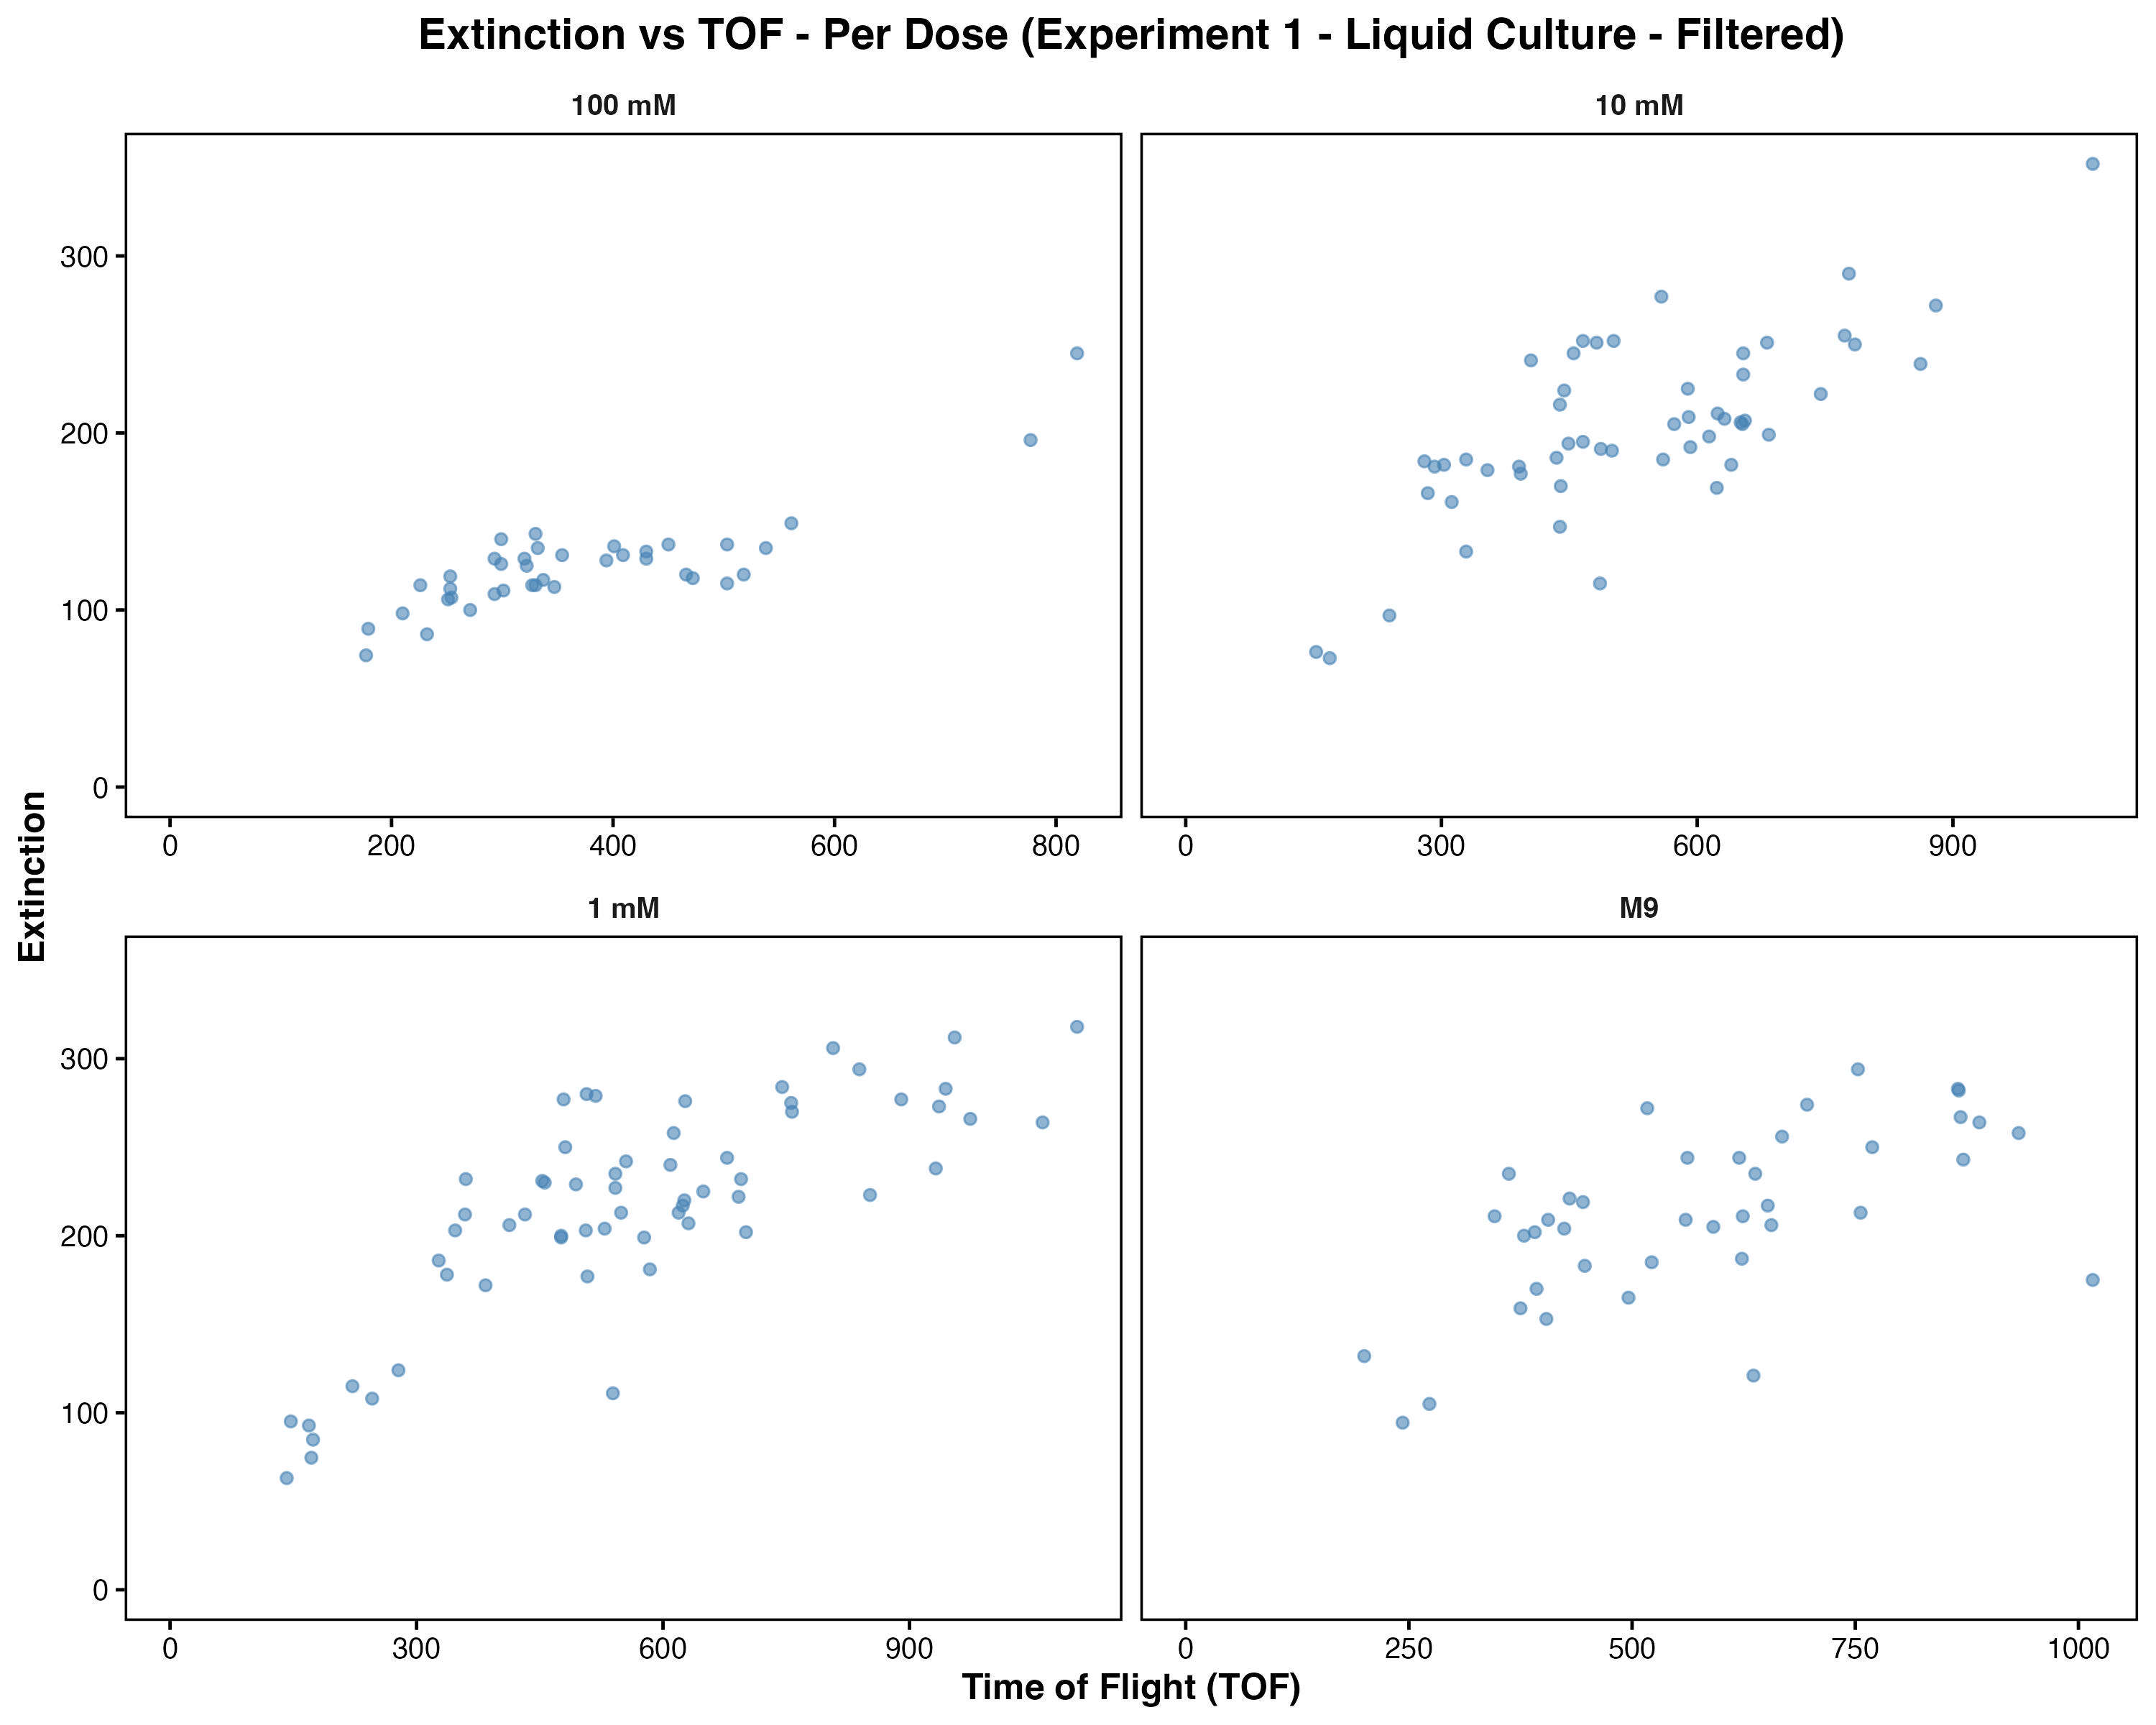 Extinction vs TOF - Per Dose (Experiment 1 - Liquid Culture - Filtered)
100 mM
10 mM
300
200
100
0
0 200 400 600 800
0 300 600 900
1 mM
M9
300
200
100
0
0 300 600 900
0 250 500 750 1000
Extinction
Time of Flight (TOF)